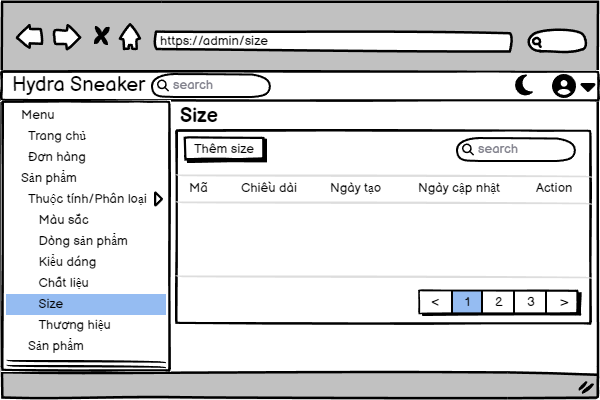 https://admin/size
Hydra Sneaker
search
Menu
Trang chủ
Đơn hàng
Sản phẩm
Thuộc tính/Phân loại
Màu sắc
Dòng sản phẩm
Kiểu dáng
Chất liệu
Size
Thương hiệu
Sản phẩm
Size
Thêm size
search
Mã Chiều dài Ngày tạo Ngày cập nhật Action
< 1 2 3 >